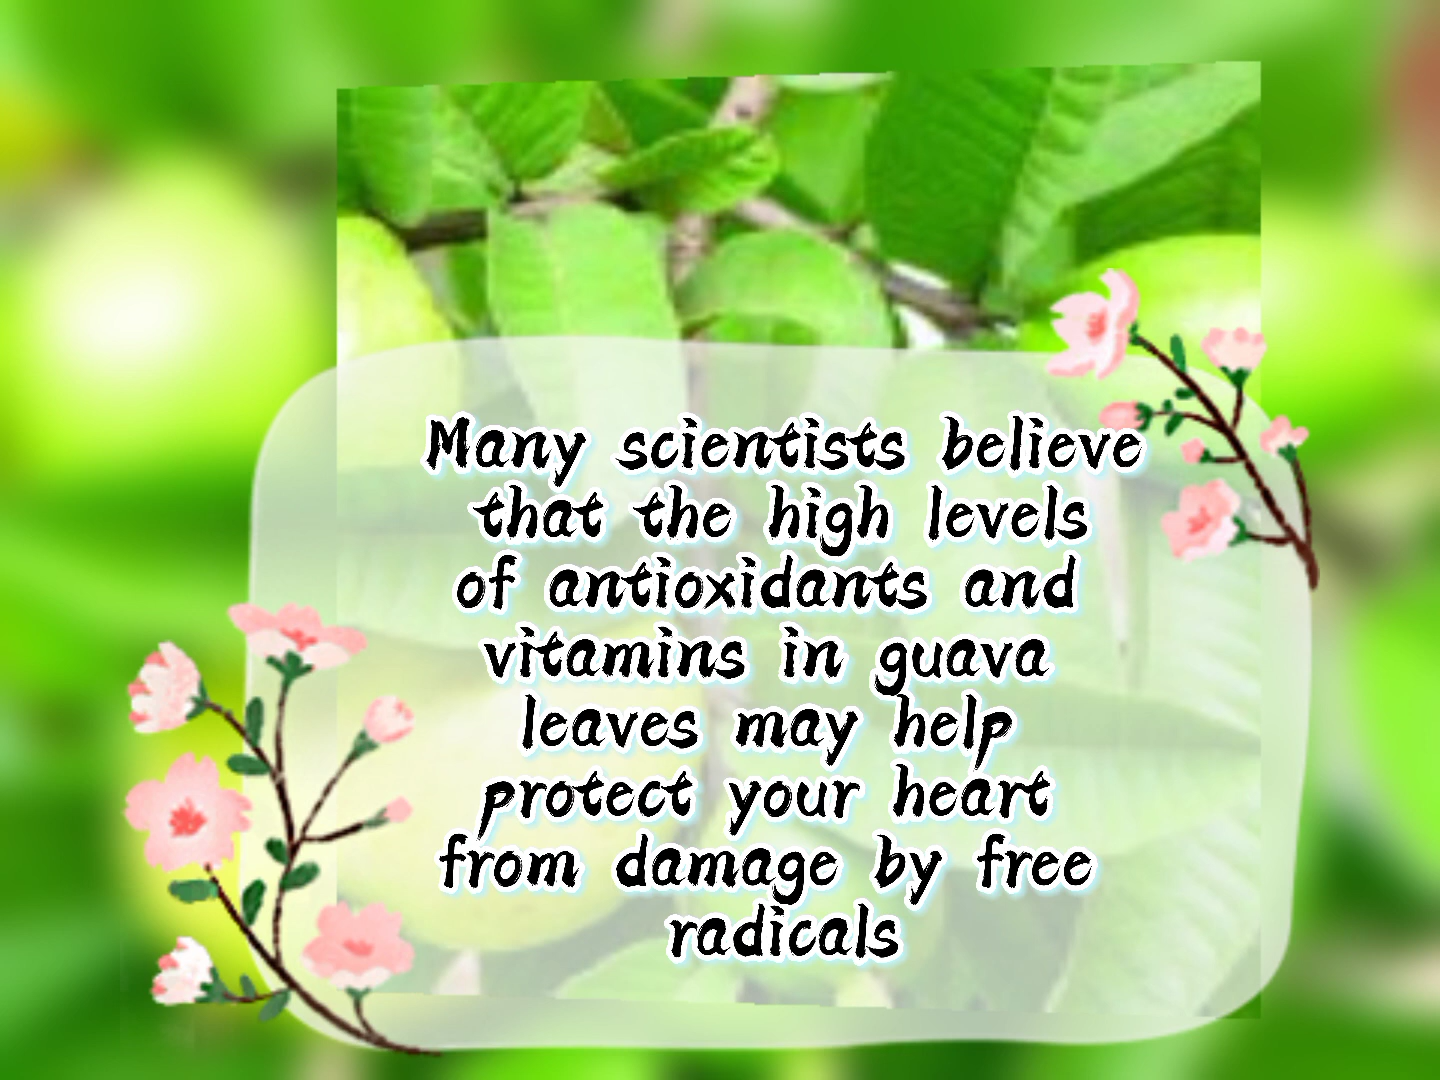 Many scientists believe
that the high levels
of antioxidants and
vitamins in guava
leaves may help
protect your heart
from damage by free
radicals